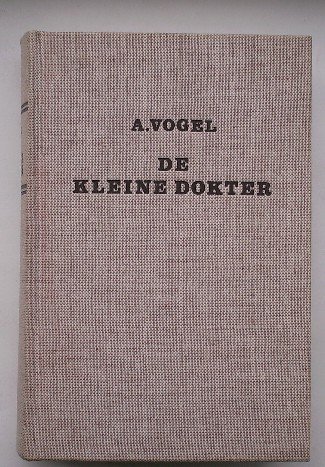 A.VOGEL
DE
KLEINE DOKTER